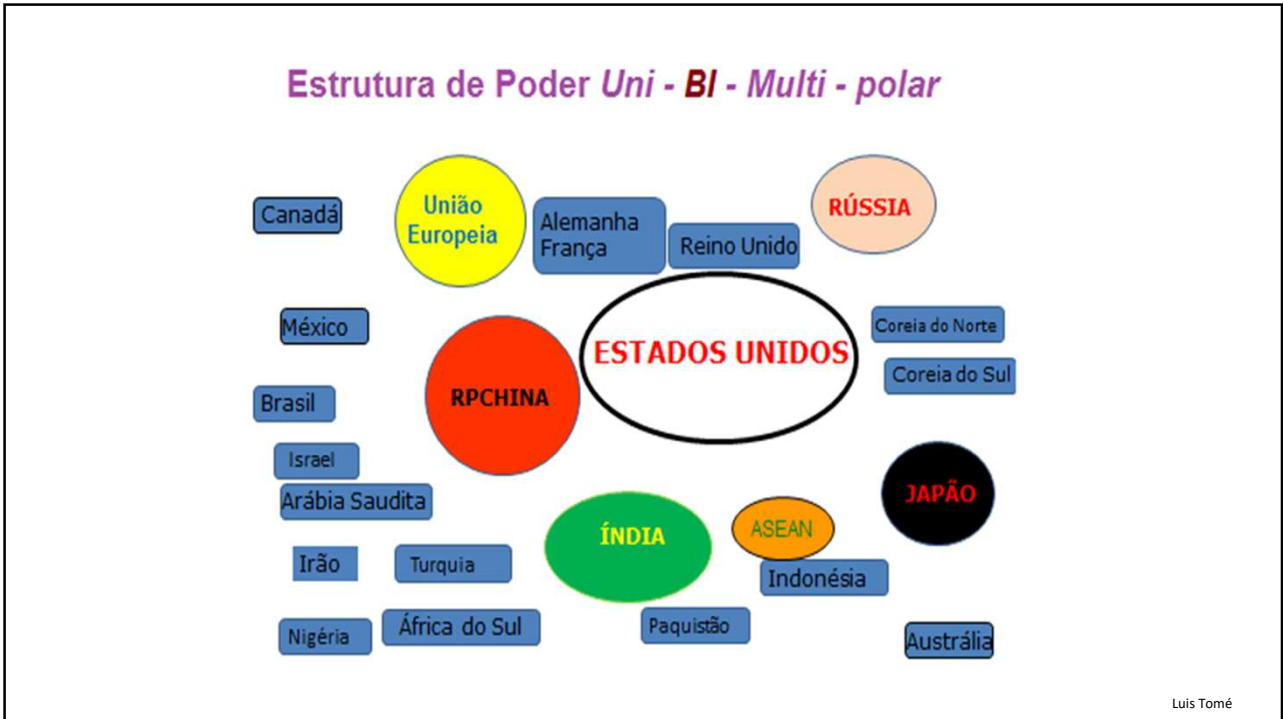 Estrutura de Poder Uni - BI - Multi - polar
Canadá
União
Europeia
Alemanha
França
Reino Unido
RÚSSIA
México
ESTADOS UNIDOS
Coreia do Norte
Coreia do Sul
RPCHINA
Brasil
Israel
Arábia Saudita
JAPÃO
ÍNDIA
ASEAN
Irão
Turquia
Indonésia
Nigéria
África do Sul
Paquistão
Austrália
Luis Tomé